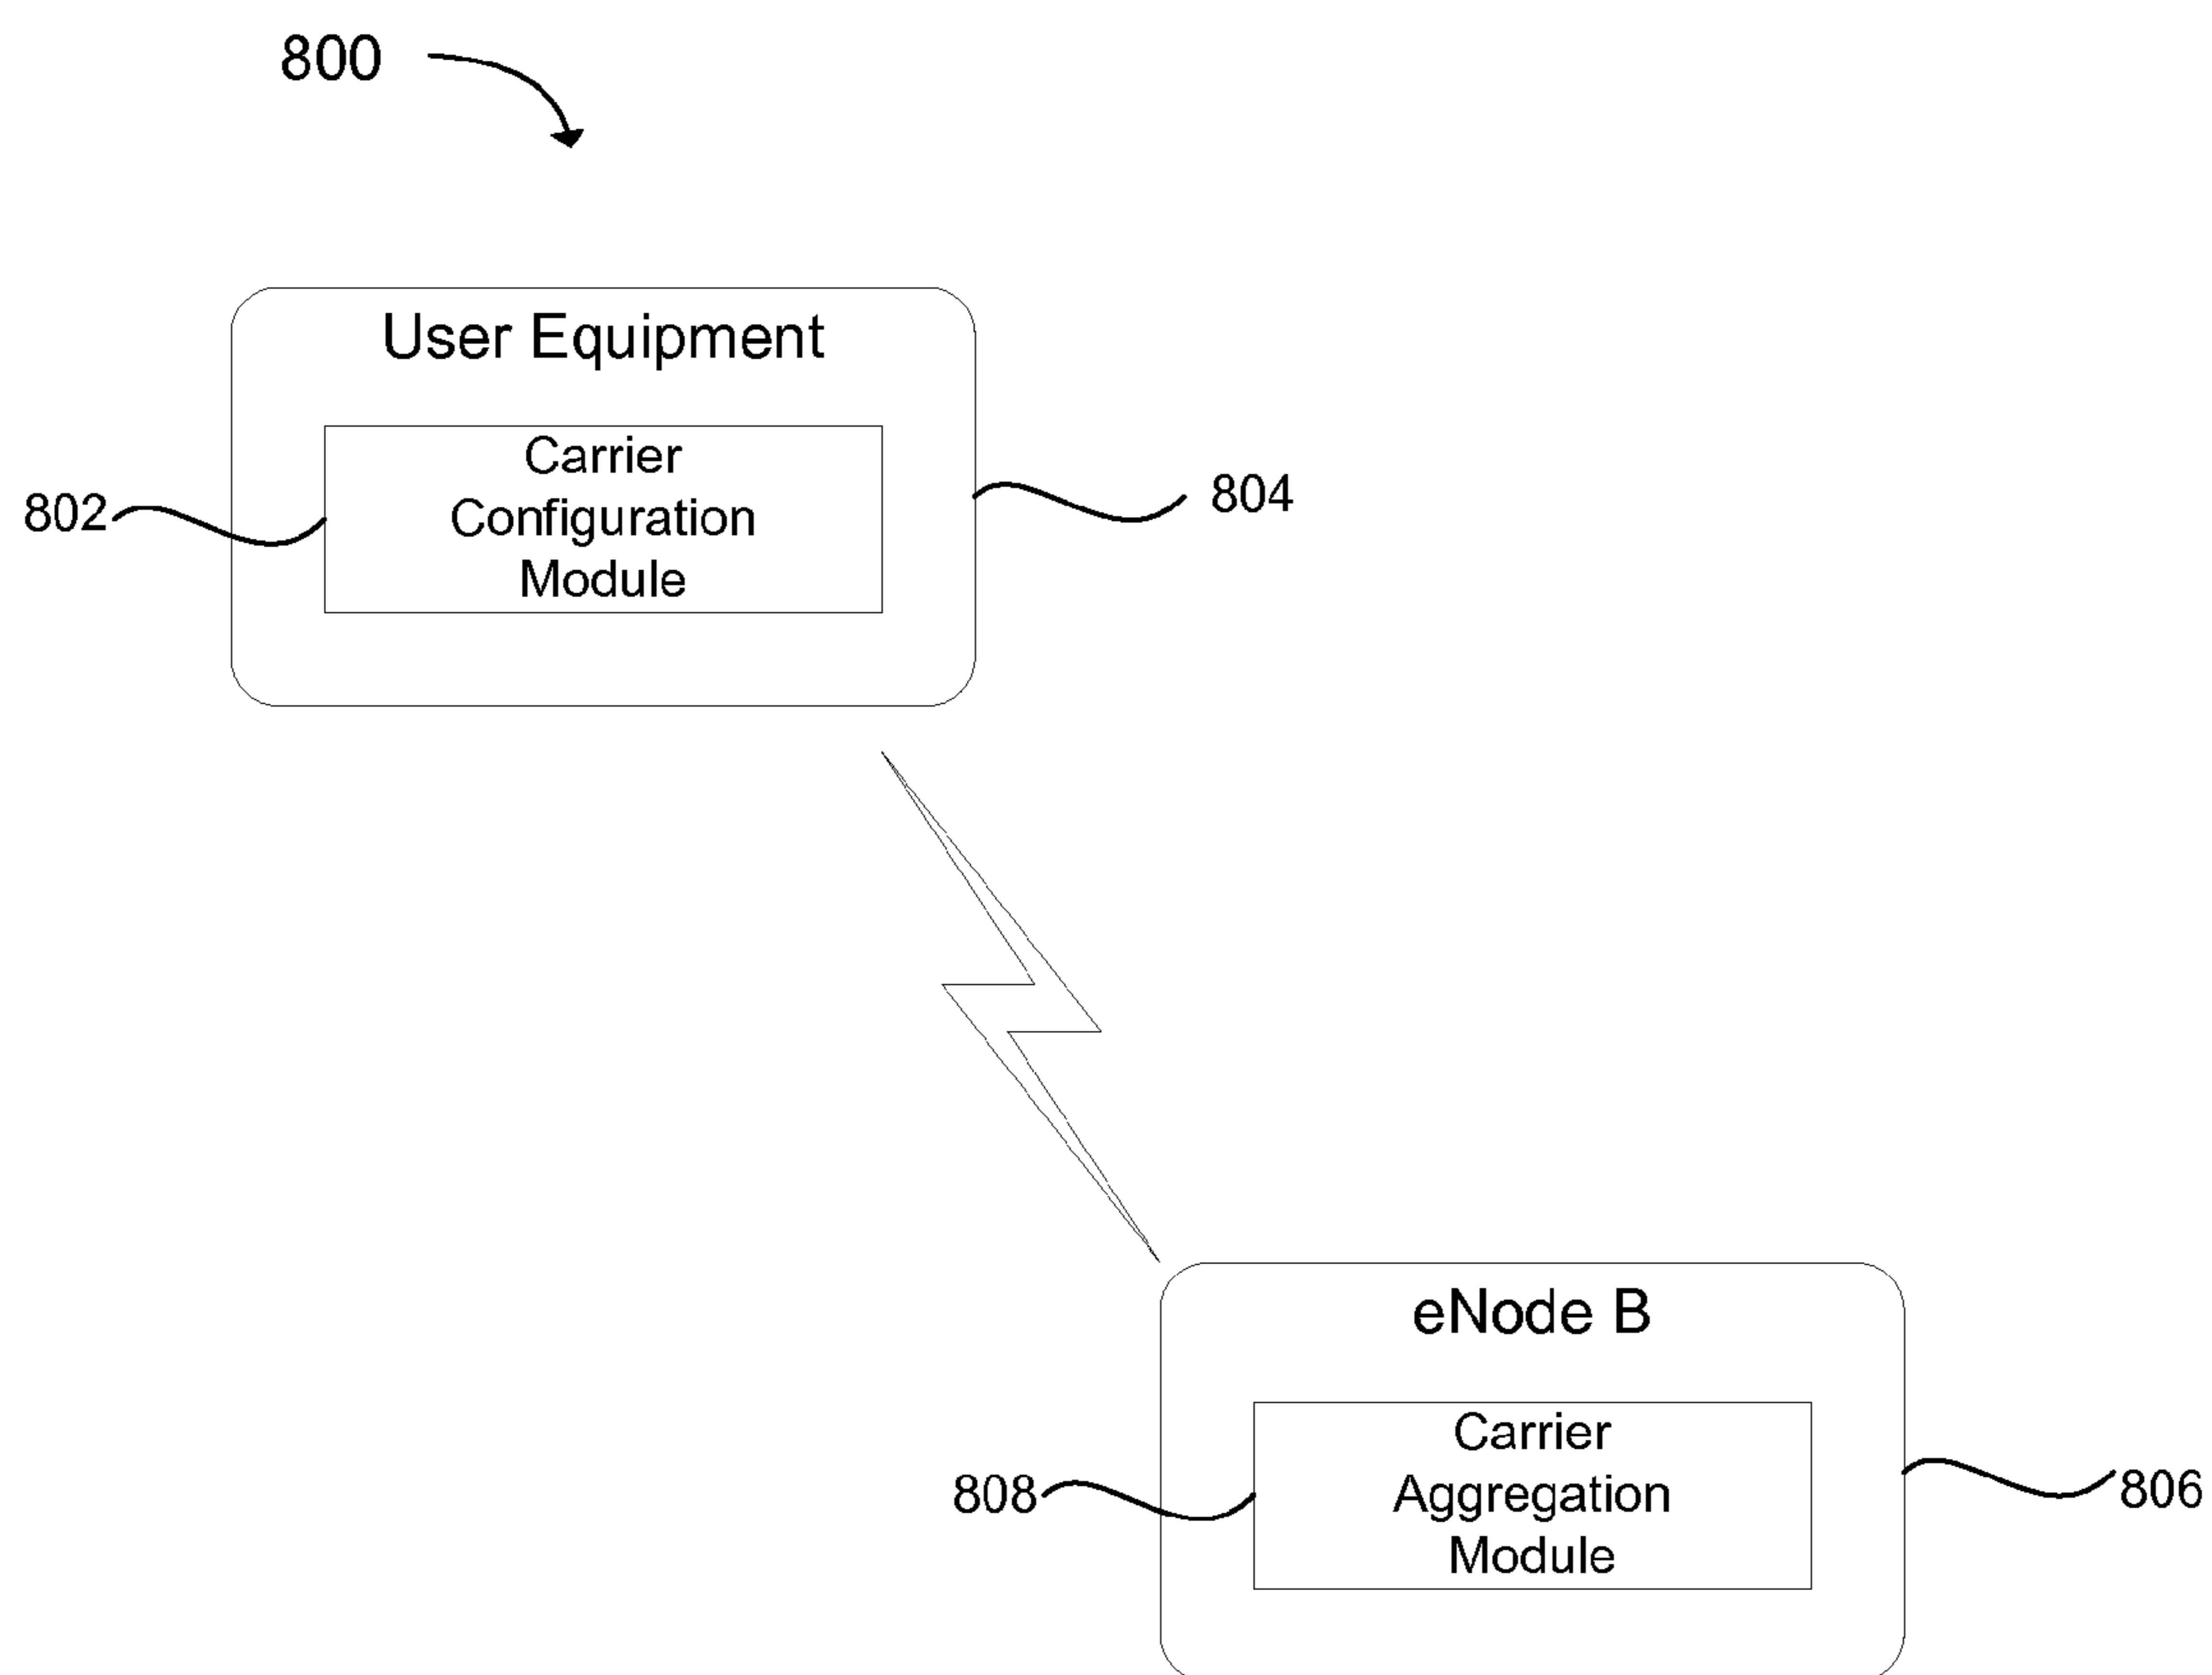 800
User Equipment
Carrier
Configuration
Module
802
804
eNode B
Carrier
Aggregation
Module
808
806